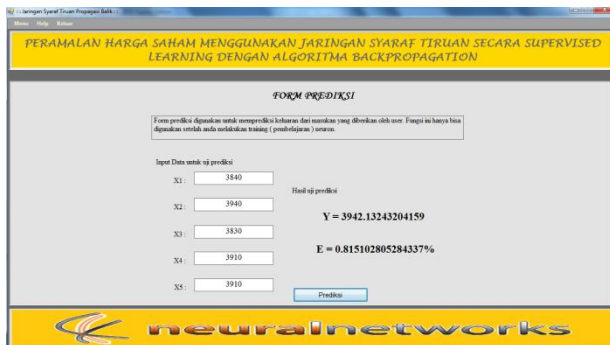 :: Jaringan Syaraf Tiruan Propagasi Balik ::
Menu Help Keluar
PERAMALAN HARGA SAHAM MENGGUNAKAN JARINGAN SYARAF TIRUAN SECARA SUPERVISED
LEARNING DENGAN ALGORITMA BACKPROPAGATION
FORM PREDIKSI
Form prediksi digunakan untuk memprediksi keluaran dari masukan yang diberikan oleh user. Fungsi ini hanya bisa
digunakan setelah anda melakukan training ( pembelajaran ) neuron.
Input Data untuk uji prediksi
X1 : 3840
Hasil uji prediksi
X2 : 3940
Y = 3942.13243204159
X3 : 3830
E = 0.815102805284337%
X4 : 3910
X5 : 3910
Prediksi
neuralnetworks